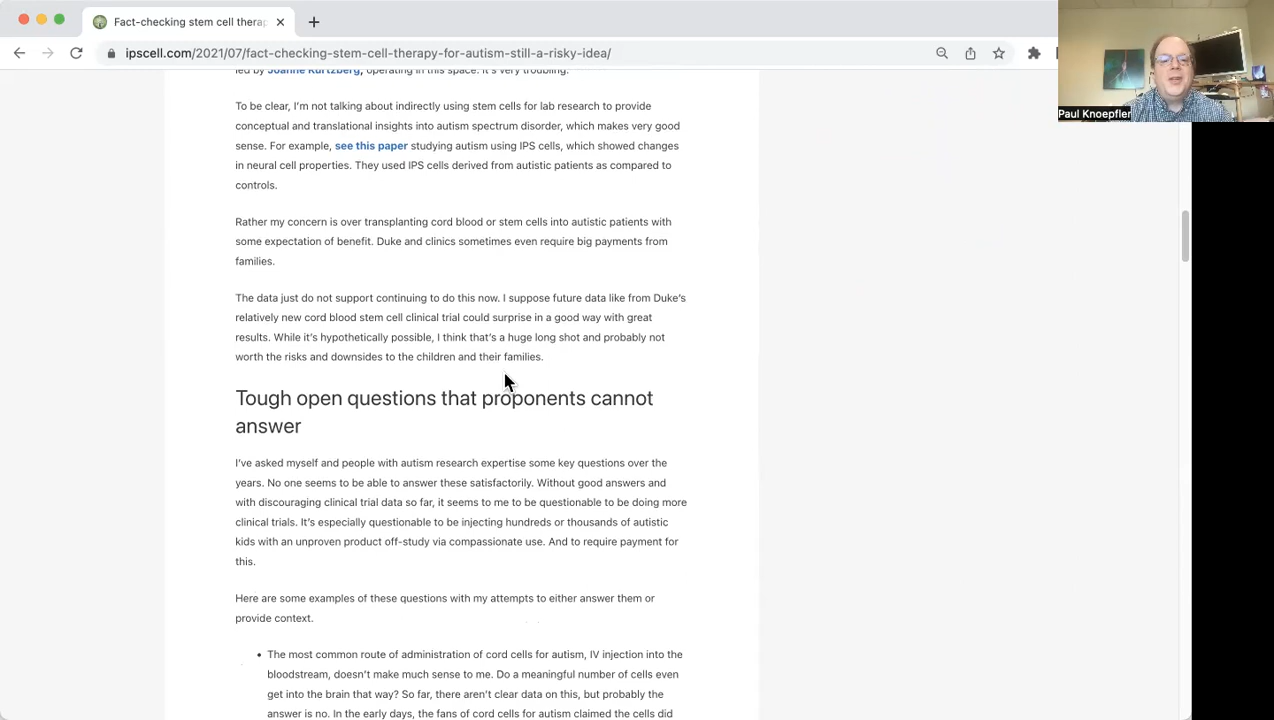 Fact-checking stem cell therap
ipscell.com/2021/07/fact-checking-stem-cell-therapy-for-autism-still-a-risky-idea/
Paul Knoepfler
led by Joanne Kurtzberg, operating in this space. It's very troubling.
To be clear, I'm not talking about indirectly using stem cells for lab research to provide
conceptual and translational insights into autism spectrum disorder, which makes very good
sense. For example, see this paper studying autism using IPS cells, which showed changes
in neural cell properties. They used IPS cells derived from autistic patients as compared to
controls.
Rather my concern is over transplanting cord blood or stem cells into autistic patients with
some expectation of benefit. Duke and clinics sometimes even require big payments from
families.
The data just do not support continuing to do this now. I suppose future data like from Duke's
relatively new cord blood stem cell clinical trial could surprise in a good way with great
results. While it's hypothetically possible, I think that's a huge long shot and probably not
worth the risks and downsides to the children and their families.
Tough open questions that proponents cannot
answer
I've asked myself and people with autism research expertise some key questions over the
years. No one seems to be able to answer these satisfactorily. Without good answers and
with discouraging clinical trial data so far, it seems to me to be questionable to be doing more
clinical trials. It's especially questionable to be injecting hundreds or thousands of autistic
kids with an unproven product off-study via compassionate use. And to require payment for
this.
Here are some examples of these questions with my attempts to either answer them or
provide context.
• The most common route of administration of cord cells for autism, IV injection into the
bloodstream, doesn't make much sense to me. Do a meaningful number of cells even
get into the brain that way? So far, there aren't clear data on this, but probably the
answer is no. In the early days, the fans of cord cells for autism claimed the cells did